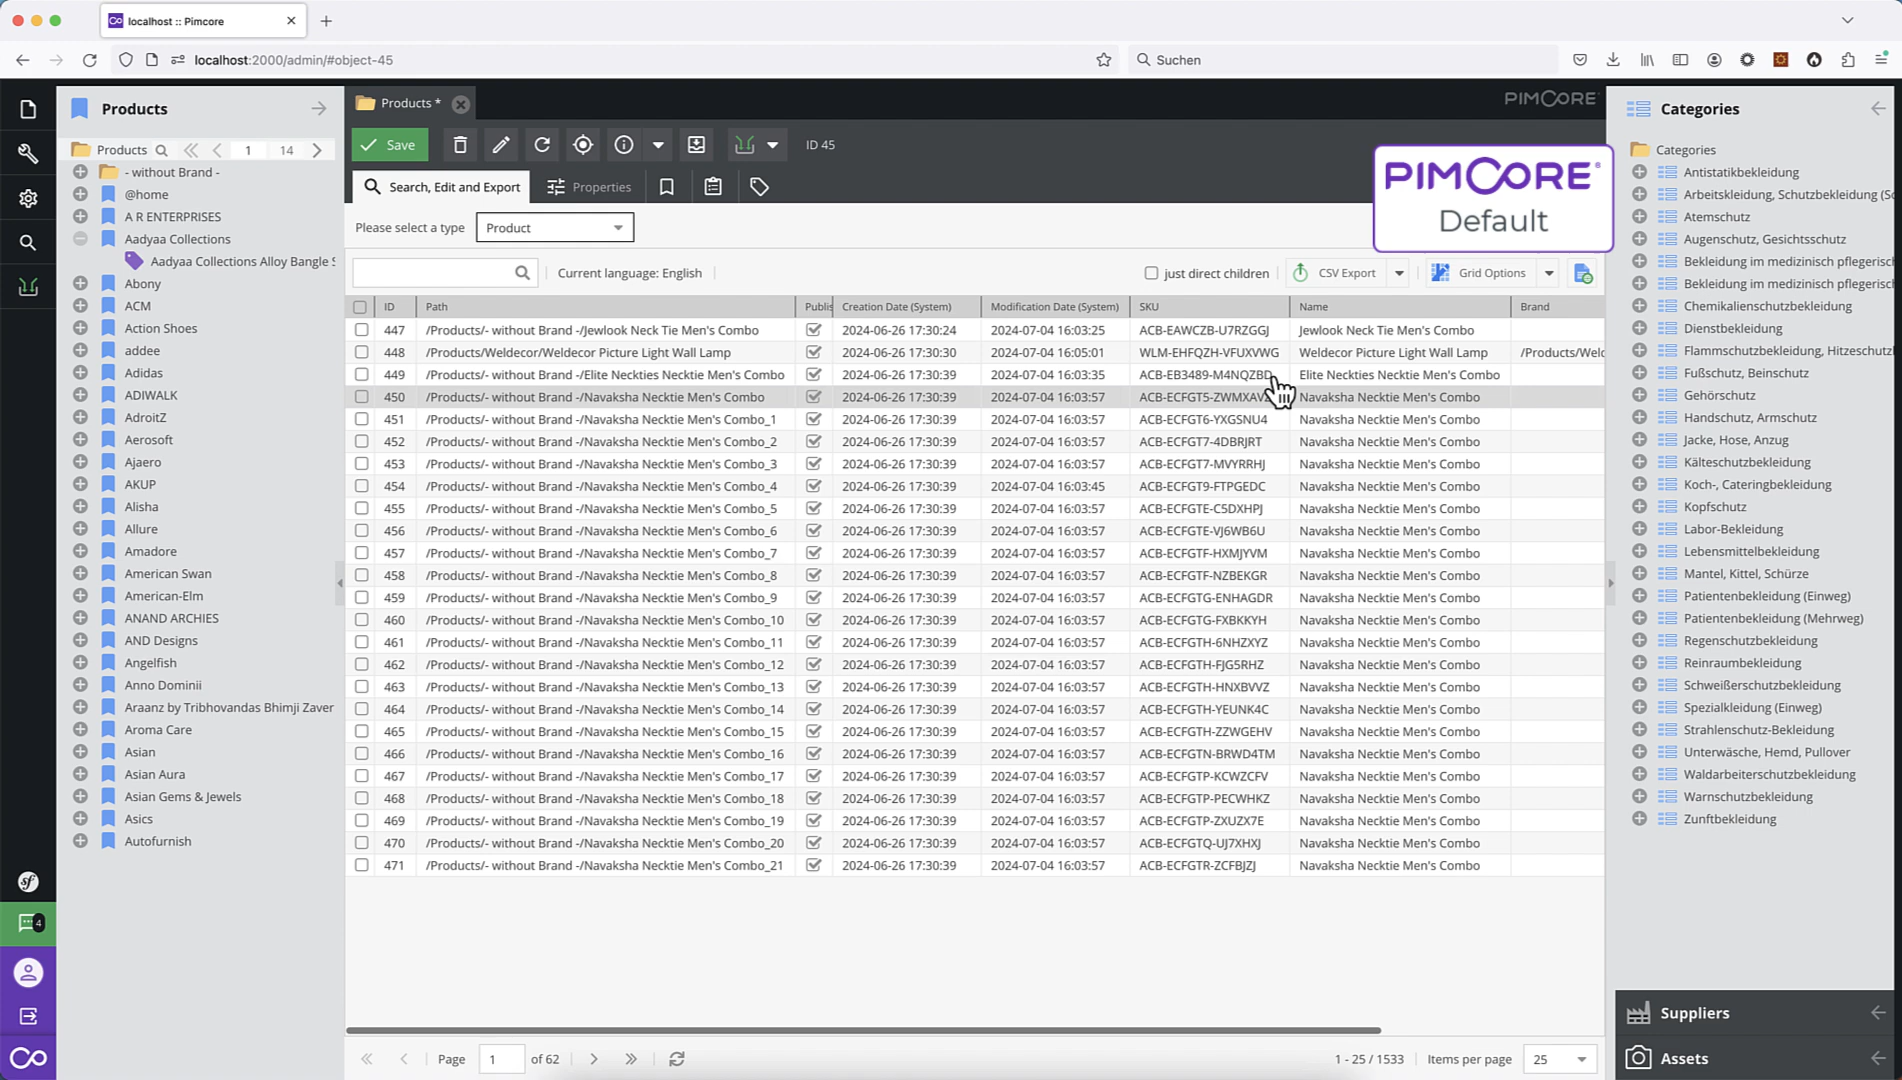 localhost :: Pimcore
localhost:2000/admin/#object-45
Suchen
Products
Products 1 14
- without Brand -
@home
A R ENTERPRISES
Aadyaa Collections
Aadyaa Collections Alloy Bangle S
Abony
ACM
Action Shoes
addee
Adidas
ADIWALK
AdroitZ
Aerosoft
Ajaero
AKUP
Alisha
Allure
Amadore
American Swan
American-Elm
ANAND ARCHIES
AND Designs
Angelfish
Anno Dominii
Araanz by Tribhovandas Bhimji Zaver
Aroma Care
Asian
Asian Aura
Asian Gems & Jewels
Asics
Autofurnish
sf
4
Products *
PIMCORE
Save ID 45
Search, Edit and Export Properties
PIMCORE®
Default
Please select a type Product
Current language: English just direct children CSV Export Grid Options
ID Path Publis Creation Date (System) Modification Date (System) SKU Name Brand
447 /Products/- without Brand -/Jewlook Neck Tie Men's Combo 2024-06-26 17:30:24 2024-07-04 16:03:25 ACB-EAWCZB-U7RZGGJ Jewlook Neck Tie Men's Combo
448 /Products/Weldecor/Weldecor Picture Light Wall Lamp 2024-06-26 17:30:30 2024-07-04 16:05:01 WLM-EHFQZH-VFUXVWG Weldecor Picture Light Wall Lamp /Products/Weld
449 /Products/- without Brand -/Elite Neckties Necktie Men's Combo 2024-06-26 17:30:39 2024-07-04 16:03:35 ACB-EB3489-M4NQZBD Elite Neckties Necktie Men's Combo
450 /Products/- without Brand -/Navaksha Necktie Men's Combo 2024-06-26 17:30:39 2024-07-04 16:03:57 Navaksha Necktie Men's Combo
451 /Products/- without Brand -/Navaksha Necktie Men's Combo_1 2024-06-26 17:30:39 2024-07-04 16:03:57 ACB-ECFGT6-YXGSNU4 Navaksha Necktie Men's Combo
452 /Products/- without Brand -/Navaksha Necktie Men's Combo_2 2024-06-26 17:30:39 2024-07-04 16:03:57 ACB-ECFGT7-4DBRJRT Navaksha Necktie Men's Combo
453 /Products/- without Brand -/Navaksha Necktie Men's Combo_3 2024-06-26 17:30:39 2024-07-04 16:03:57 ACB-ECFGT7-MVYRRHJ Navaksha Necktie Men's Combo
454 /Products/- without Brand -/Navaksha Necktie Men's Combo_4 2024-06-26 17:30:39 2024-07-04 16:03:45 ACB-ECFGT9-FTPGEDC Navaksha Necktie Men's Combo
455 /Products/- without Brand -/Navaksha Necktie Men's Combo_5 2024-06-26 17:30:39 2024-07-04 16:03:57 ACB-ECFGTE-C5DXHPJ Navaksha Necktie Men's Combo
456 /Products/- without Brand -/Navaksha Necktie Men's Combo_6 2024-06-26 17:30:39 2024-07-04 16:03:57 ACB-ECFGTE-VJ6WB6U Navaksha Necktie Men's Combo
457 /Products/- without Brand -/Navaksha Necktie Men's Combo_7 2024-06-26 17:30:39 2024-07-04 16:03:57 ACB-ECFGTF-HXMJYVM Navaksha Necktie Men's Combo
458 /Products/- without Brand -/Navaksha Necktie Men's Combo_8 2024-06-26 17:30:39 2024-07-04 16:03:57 ACB-ECFGTF-NZBEKGR Navaksha Necktie Men's Combo
459 /Products/- without Brand -/Navaksha Necktie Men's Combo_9 2024-06-26 17:30:39 2024-07-04 16:03:57 ACB-ECFGTG-ENHAGDR Navaksha Necktie Men's Combo
460 /Products/- without Brand -/Navaksha Necktie Men's Combo_10 2024-06-26 17:30:39 2024-07-04 16:03:57 ACB-ECFGTG-FXBKKYH Navaksha Necktie Men's Combo
461 /Products/- without Brand -/Navaksha Necktie Men's Combo_11 2024-06-26 17:30:39 2024-07-04 16:03:57 ACB-ECFGTH-6NHZXYZ Navaksha Necktie Men's Combo
462 /Products/- without Brand -/Navaksha Necktie Men's Combo_12 2024-06-26 17:30:39 2024-07-04 16:03:57 ACB-ECFGTH-FJG5RHZ Navaksha Necktie Men's Combo
463 /Products/- without Brand -/Navaksha Necktie Men's Combo_13 2024-06-26 17:30:39 2024-07-04 16:03:57 ACB-ECFGTH-HNXBVVZ Navaksha Necktie Men's Combo
464 /Products/- without Brand -/Navaksha Necktie Men's Combo_14 2024-06-26 17:30:39 2024-07-04 16:03:57 ACB-ECFGTH-YEUNK4C Navaksha Necktie Men's Combo
465 /Products/- without Brand -/Navaksha Necktie Men's Combo_15 2024-06-26 17:30:39 2024-07-04 16:03:57 ACB-ECFGTH-ZZWGEHV Navaksha Necktie Men's Combo
466 /Products/- without Brand -/Navaksha Necktie Men's Combo_16 2024-06-26 17:30:39 2024-07-04 16:03:57 ACB-ECFGTN-BRWD4TM Navaksha Necktie Men's Combo
467 /Products/- without Brand -/Navaksha Necktie Men's Combo_17 2024-06-26 17:30:39 2024-07-04 16:03:57 ACB-ECFGTP-KCWZCFV Navaksha Necktie Men's Combo
468 /Products/- without Brand -/Navaksha Necktie Men's Combo_18 2024-06-26 17:30:39 2024-07-04 16:03:57 ACB-ECFGTP-PECWHKZ Navaksha Necktie Men's Combo
469 /Products/- without Brand -/Navaksha Necktie Men's Combo_19 2024-06-26 17:30:39 2024-07-04 16:03:57 ACB-ECFGTP-ZXUZX7E Navaksha Necktie Men's Combo
470 /Products/- without Brand -/Navaksha Necktie Men's Combo_20 2024-06-26 17:30:39 2024-07-04 16:03:57 ACB-ECFGTQ-UJ7XHXJ Navaksha Necktie Men's Combo
471 /Products/- without Brand -/Navaksha Necktie Men's Combo_21 2024-06-26 17:30:39 2024-07-04 16:03:57 ACB-ECFGTR-ZCFBJZJ Navaksha Necktie Men's Combo
Page 1 of 62 1 - 25 / 1533 Items per page 25
Categories
Categories
Antistatikbekleidung
Arbeitskleidung, Schutzbekleidung (Sc
Atemschutz
Augenschutz, Gesichtsschutz
Bekleidung im medizinisch pflegerisch
Bekleidung im medizinisch pflegerisch
Chemikalienschutzbekleidung
Dienstbekleidung
Flammschutzbekleidung, Hitzeschutzb
Fußschutz, Beinschutz
Gehörschutz
Handschutz, Armschutz
Jacke, Hose, Anzug
Kälteschutzbekleidung
Koch-, Cateringbekleidung
Kopfschutz
Labor-Bekleidung
Lebensmittelbekleidung
Mantel, Kittel, Schürze
Patientenbekleidung (Einweg)
Patientenbekleidung (Mehrweg)
Regenschutzbekleidung
Reinraumbekleidung
Schweißerschutzbekleidung
Spezialkleidung (Einweg)
Strahlenschutz-Bekleidung
Unterwäsche, Hemd, Pullover
Waldarbeiterschutzbekleidung
Warnschutzbekleidung
Zunftbekleidung
Suppliers
Assets